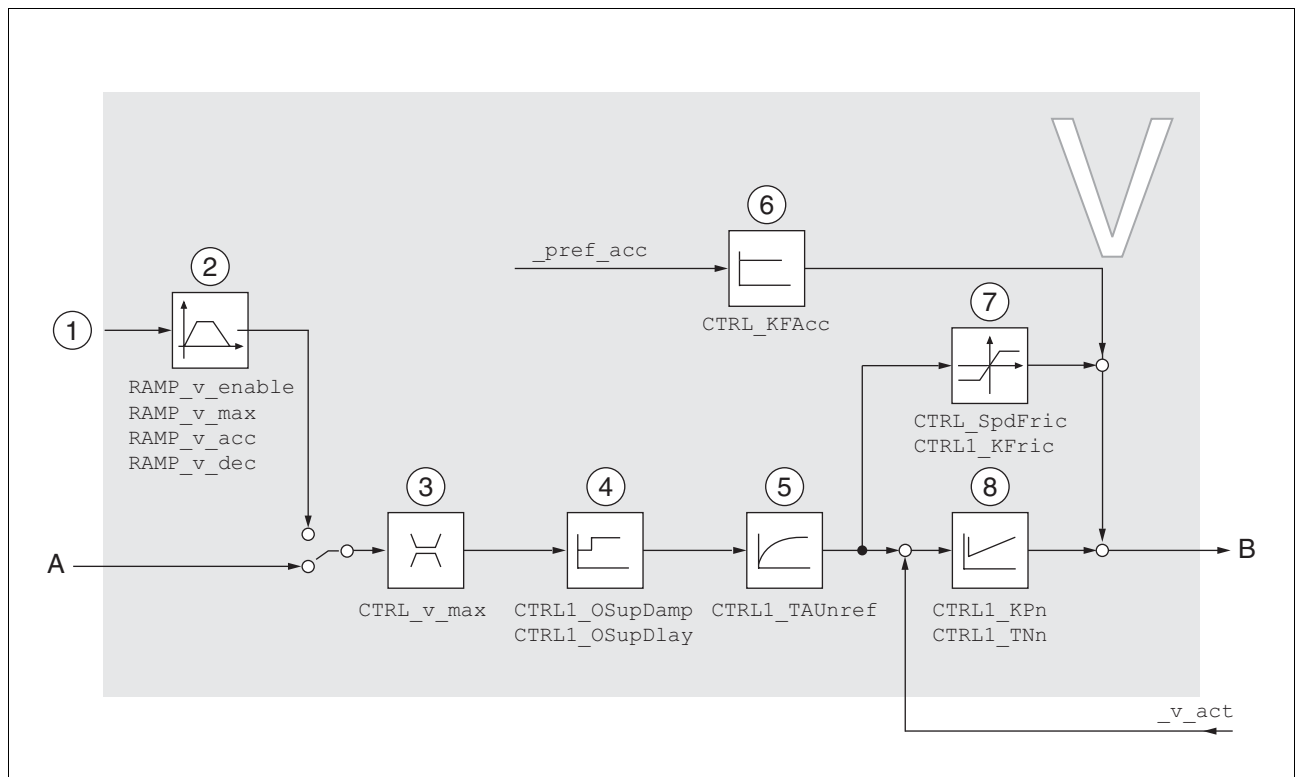 V
6
_pref_acc
2
CTRL_KFAcc
7
1
RAMP_v_enable
RAMP_v_max
RAMP_v_acc
RAMP_v_dec
CTRL_SpdFric
CTRL1_KFric
3
4
5
8
A
B
CTRL_v_max
CTRL1_OSupDamp
CTRL1_OSupDlay
CTRL1_TAUnref
CTRL1_KPn
CTRL1_TNn
_v_act